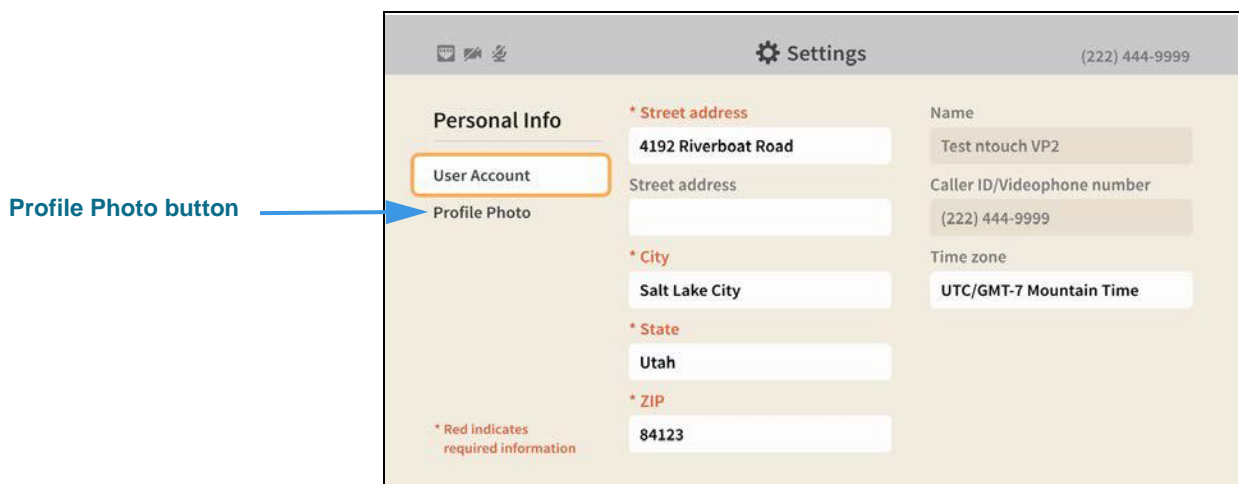 Settings
(222) 444-9999
Personal Info
User Account
Profile Photo
* Red indicates
required information
* Street address
4192 Riverboat Road
Street address
* City
Salt Lake City
* State
Utah
* ZIP
84123
Name
Test ntouch VP2
Caller ID/Videophone number
(222) 444-9999
Time zone
UTC/GMT-7 Mountain Time
Profile Photo button